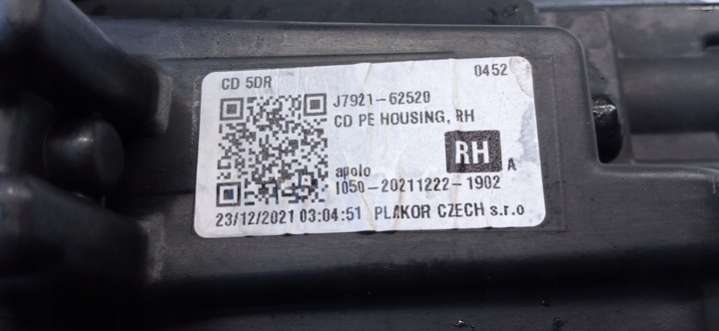 CD 5DR 0452
J7921-62520
CD PE HOUSING, RH
RH A
apolo
I050-20211222-1902
23/12/2021 03:04:51 PLAKOR CZECH s.r.o